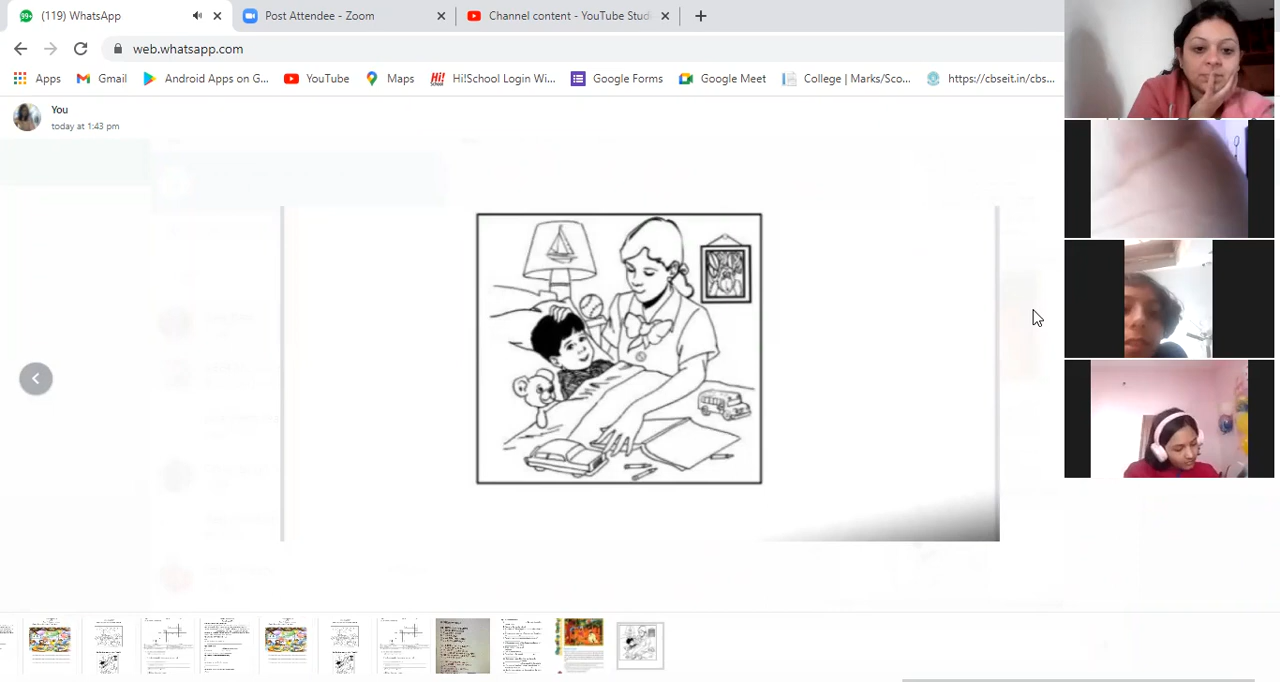 (119) WhatsApp
Post Attendee - Zoom
Channel content - YouTube Stud
web.whatsapp.com
Apps
Gmail
Android Apps on G...
YouTube
Maps
Hi!School Login Wi...
Google Forms
Google Meet
College | Marks/Sco...
https://cbseit.in/cbs...
You
today at 1:43 pm